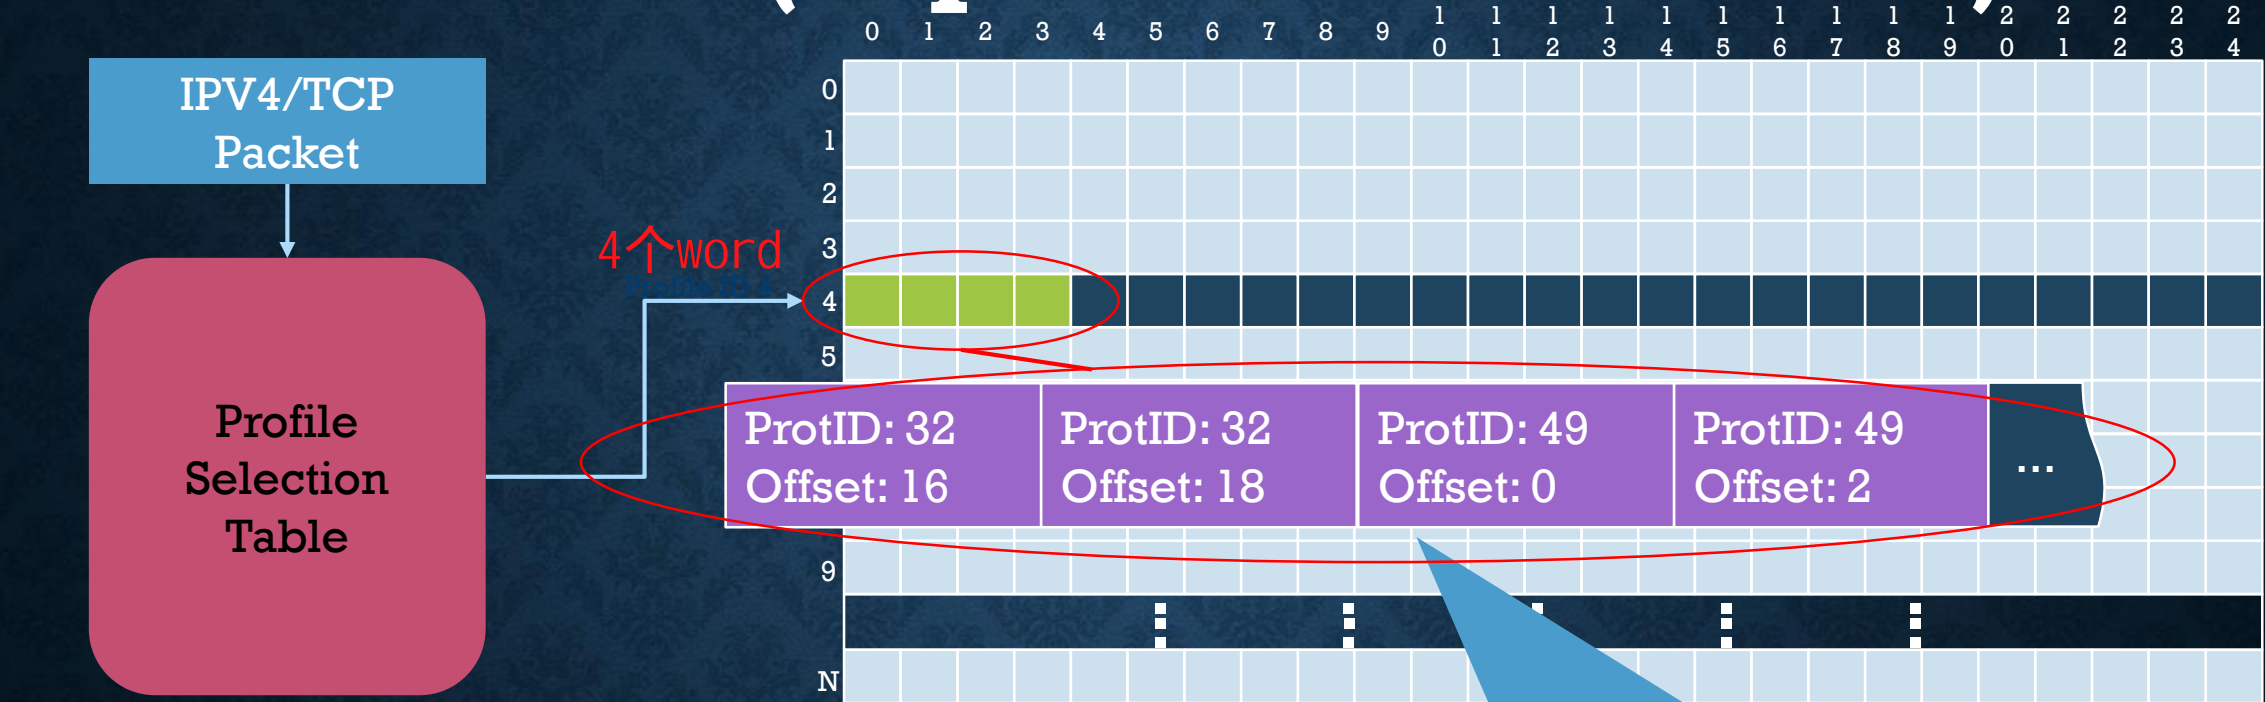 0 1 2 3 4 5 6 7 8 9 10 11 12 13 14 15 16 17 18 19 20 21 22 23 24
IPV4/TCP
Packet
0
1
2
3
4个word
Profile ID 4
4
5
ProtID: 32 ProtID: 32 ProtID: 49 ProtID: 49
Offset: 16 Offset: 18 Offset: 0 Offset: 2
...
Profile
Selection
Table
9
N